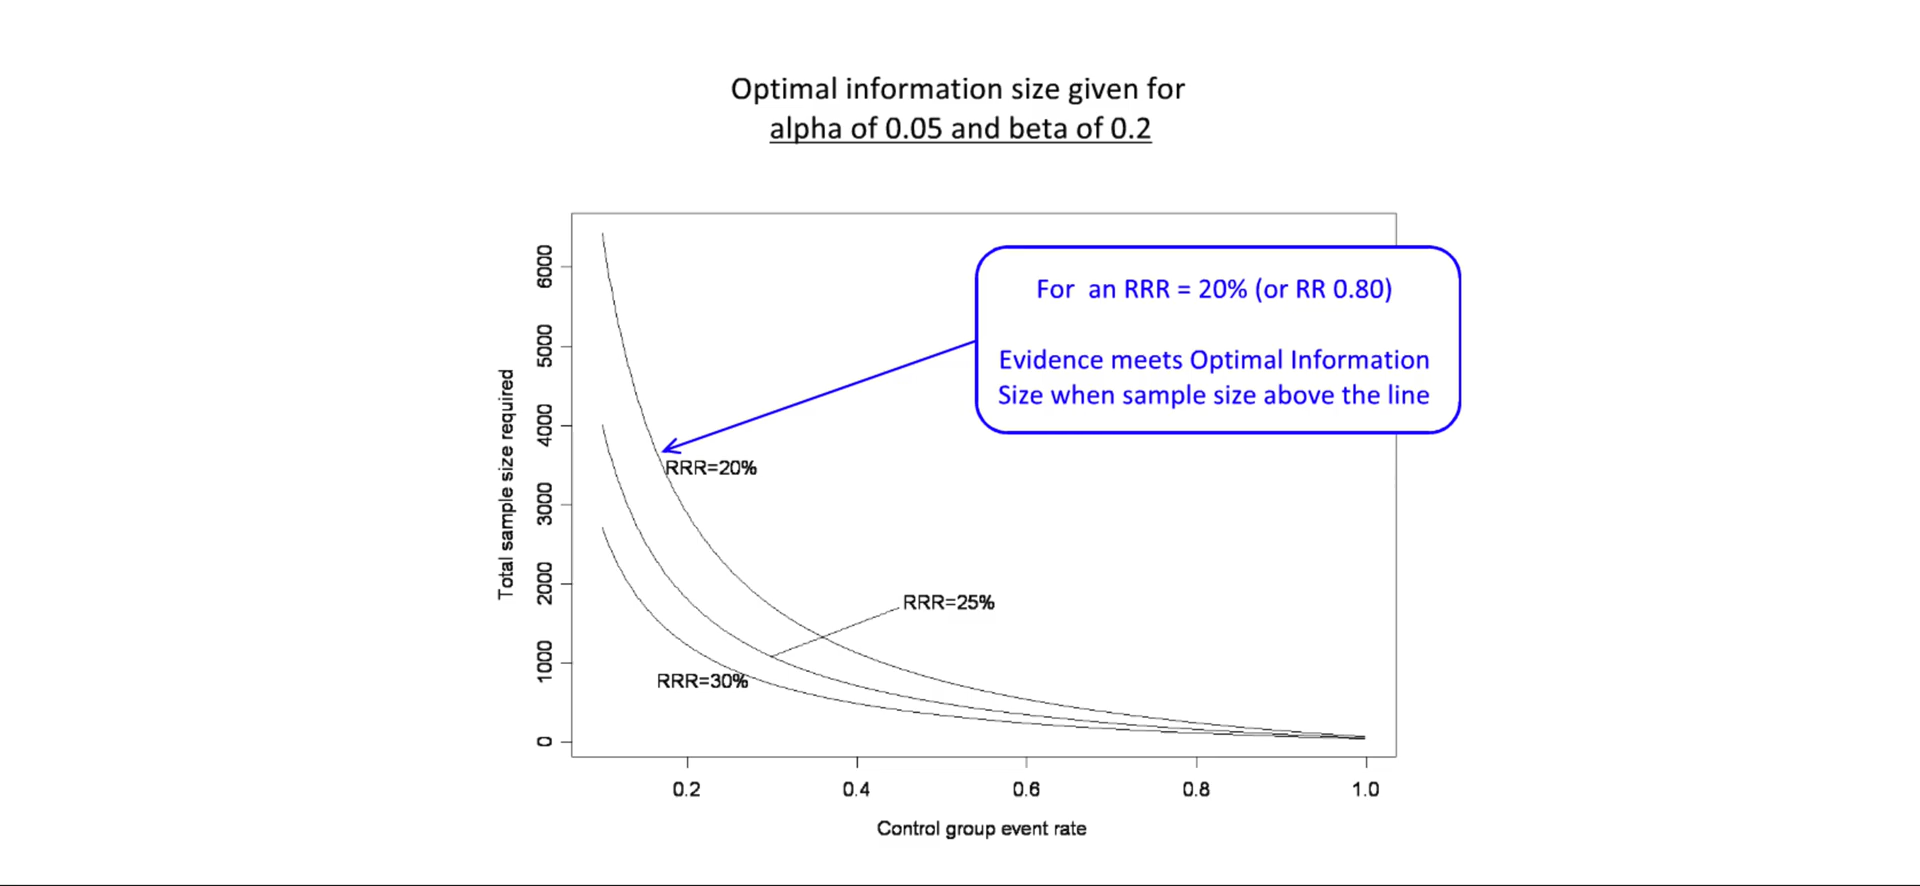 Optimal information size given for
alpha of 0.05 and beta of 0.2
For an RRR = 20% (or RR 0.80)
Evidence meets Optimal Information
Size when sample size above the line
Total sample size required
6000
5000
4000
3000
2000
1000
0
RRR=20%
RRR=25%
RRR=30%
0.2
0.4
0.6
0.8
1.0
Control group event rate